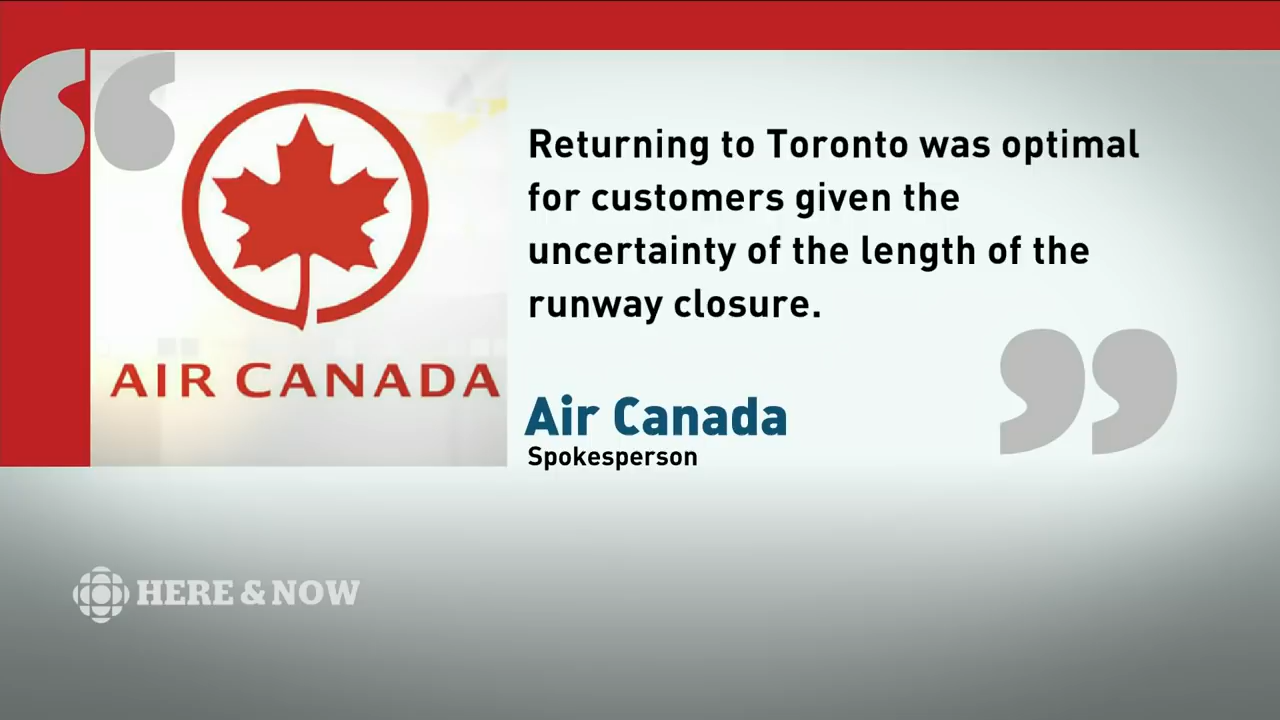 AIR CANADA
Returning to Toronto was optimal
for customers given the
uncertainty of the length of the
runway closure.
Air Canada
Spokesperson
HERE & NOW